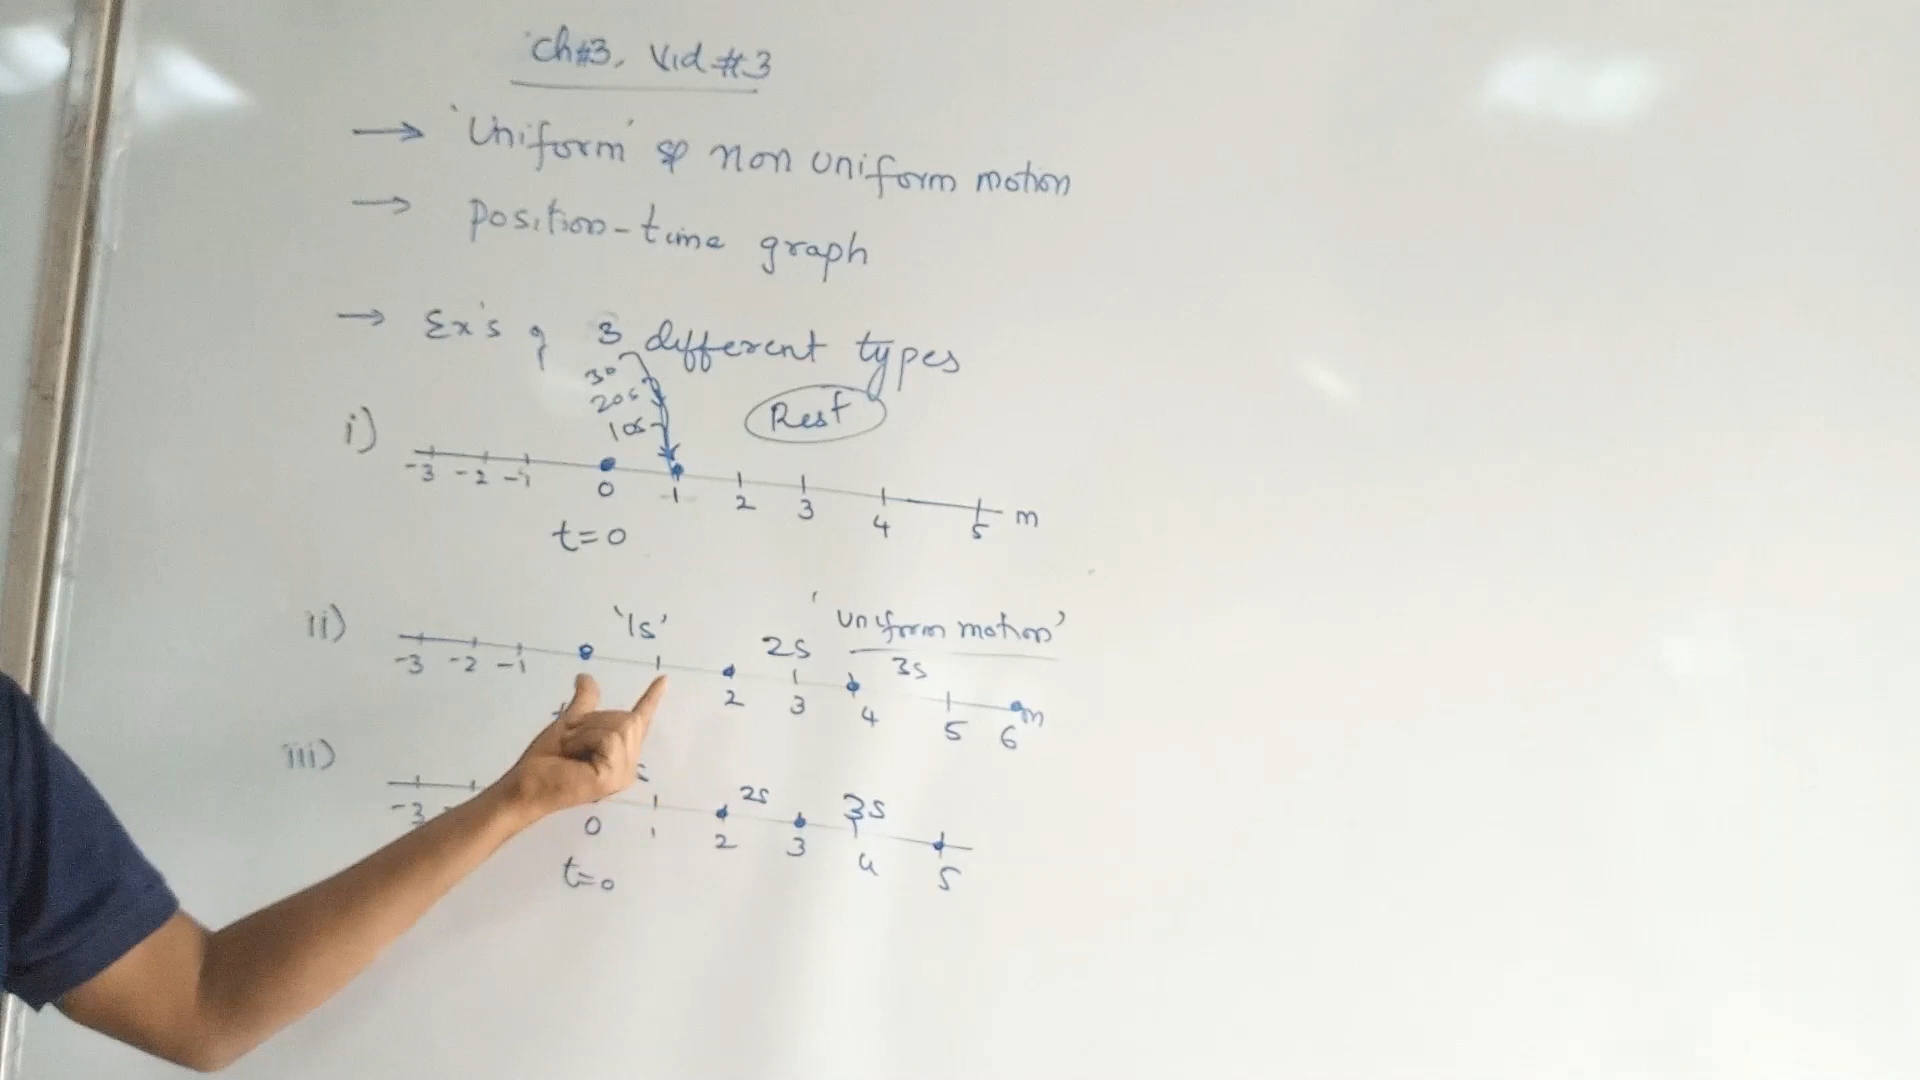 Ch#3, Vid #3
→ 'Uniform' & non uniform motion
→ position-time graph
→ Ex's of 3 different types
30
20s
10s
Rest
i)
-3 -2 -1 0 1 2 3 4 5 m
t=0
ii)
'1s' 2s 'uniform motion'
3s
-3 -2 -1 2 3 4 5 6 m
iii)
2s 3s
-3 0 1 2 3 4 5
t=0